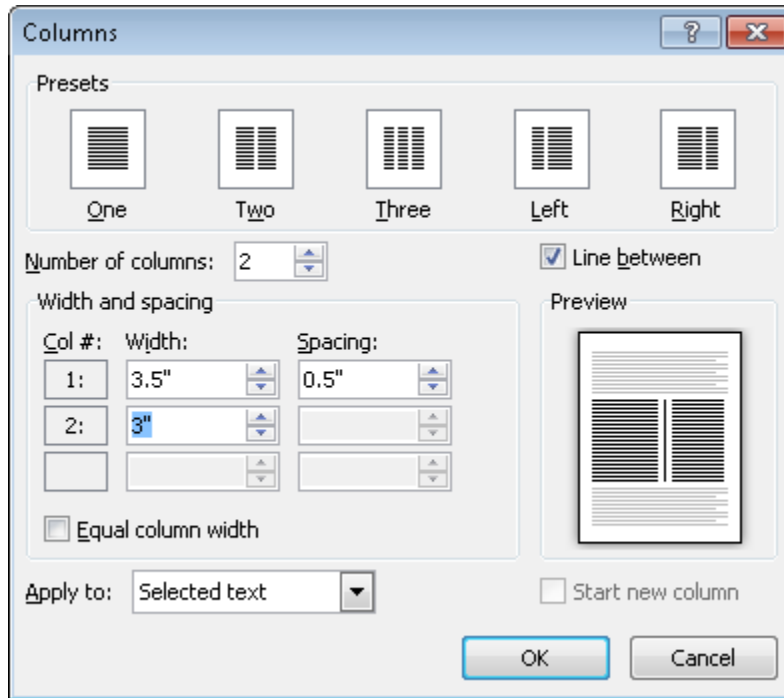 Columns
Presets
One Two Three Left Right
Number of columns: 2 Line between
Width and spacing Preview
Col #: Width: Spacing:
1: 3.5" 0.5"
2: 3"
Equal column width
Apply to: Selected text Start new column
OK Cancel